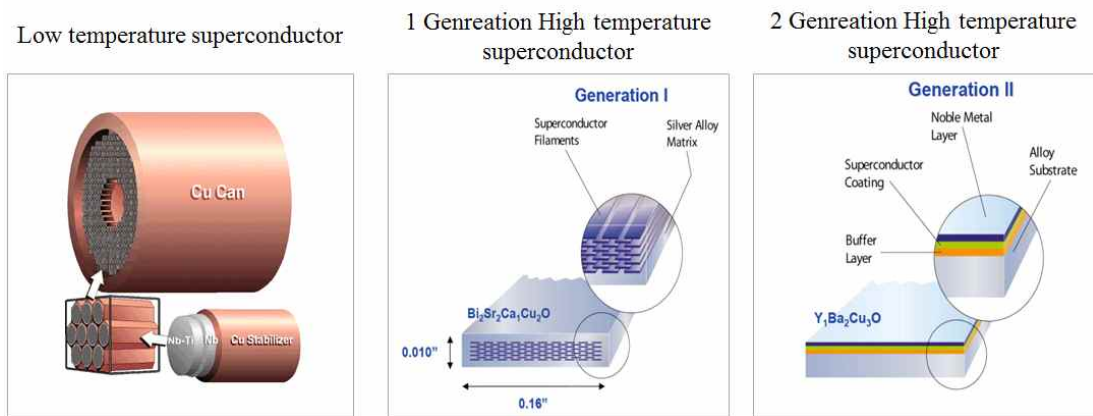 Low temperature superconductor
1 Genreation High temperature
superconductor
2 Genreation High temperature
superconductor
Cu Can
Nb-Ti
Nb
Cu Stabilizer
Generation I
Superconductor
Filaments
Silver Alloy
Matrix
Bi₂Sr₂Ca₁Cu₂O
0.010”
0.16”
Generation II
Noble Metal
Layer
Superconductor
Coating
Alloy
Substrate
Buffer
Layer
Y₁Ba₂Cu₃O